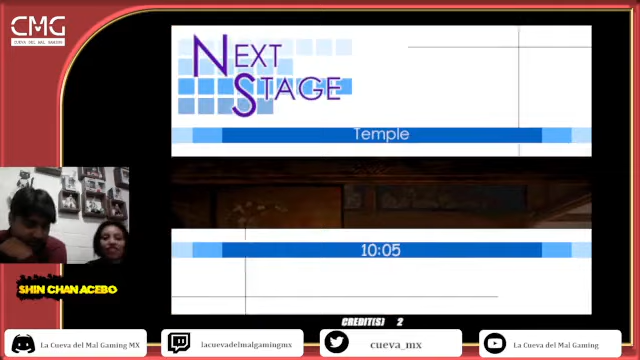 CMG
CUEVA DEL MAL GAMING
NEXT
STAGE
Temple
10:05
SHIN CHAN ACEBO
CREDIT(S) 2
La Cueva del Mal Gaming MX
lacuevadelmalgamingmx
cueva_mx
La Cueva del Mal Gaming